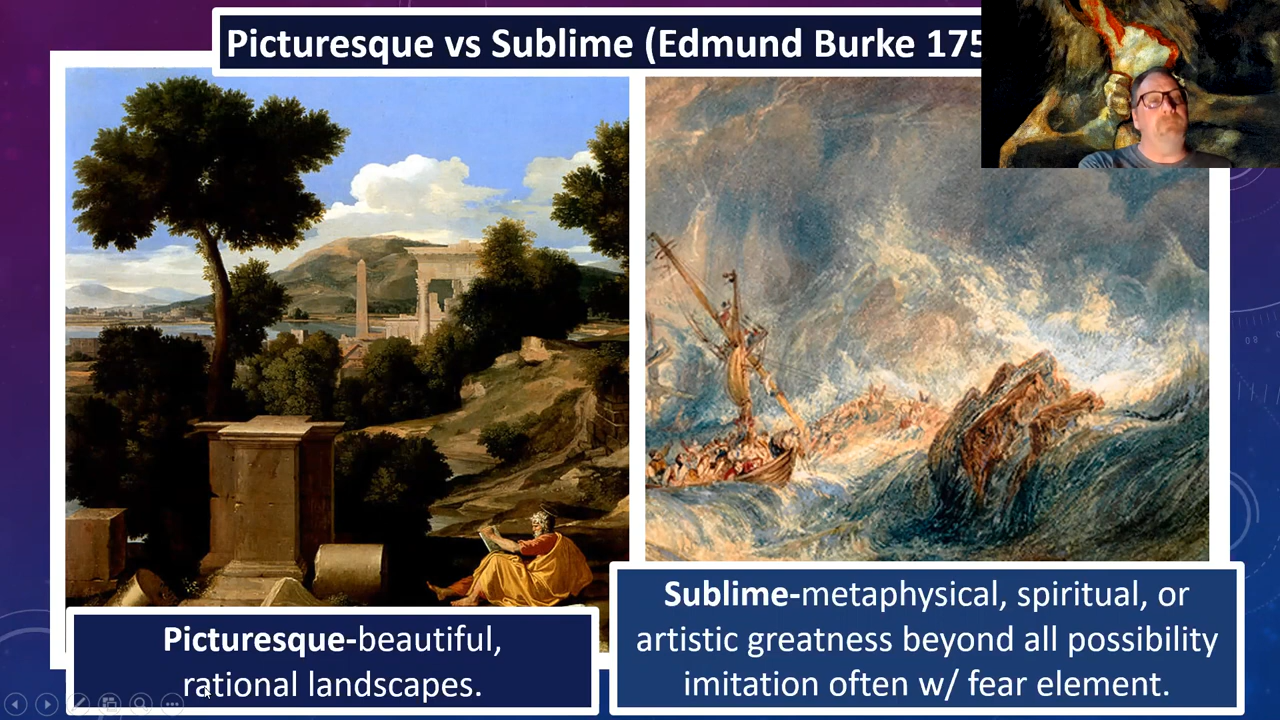 Picturesque vs Sublime (Edmund Burke 175
Picturesque-beautiful,
rational landscapes.
Sublime-metaphysical, spiritual, or
artistic greatness beyond all possibility
imitation often w/ fear element.